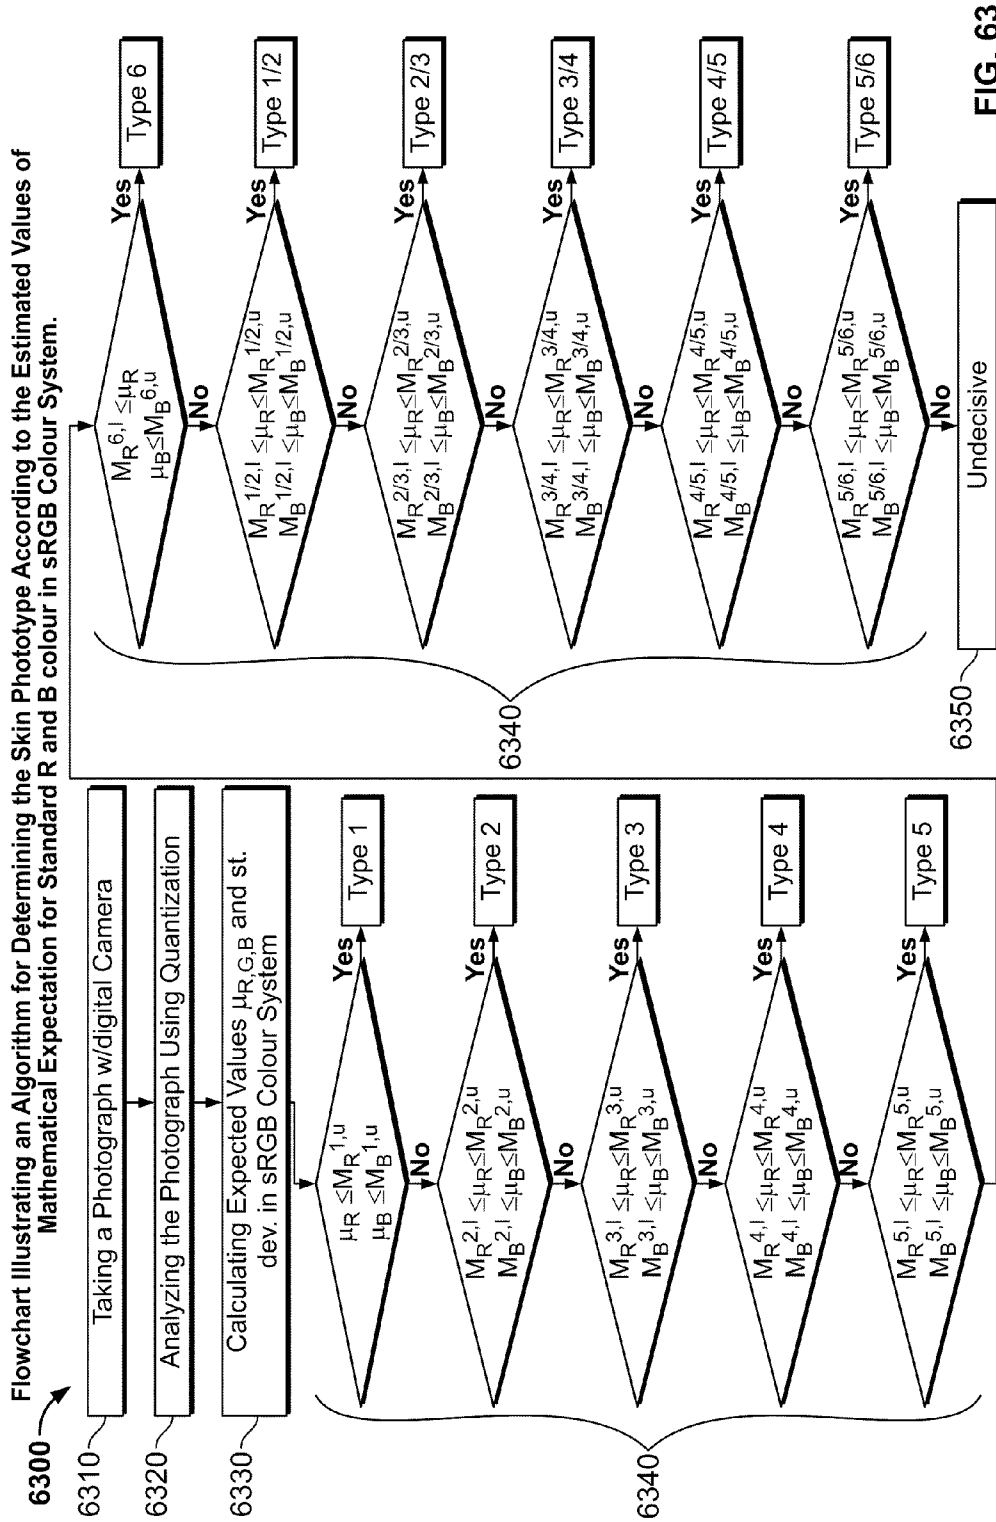 Flowchart Illustrating an Algorithm for Determining the Skin Phototype According to the Estimated Values of
Mathematical Expectation for Standard R and B colour in sRGB Colour System.
6300
6310
Taking a Photograph w/digital Camera
6320
Analyzing the Photograph Using Quantization
6330
Calculating Expected Values μR,G,B and st.
dev. in sRGB Colour System
6340
μR ≤MR1,u
μB ≤MB1,u
Yes
Type 1
No
MR2,l ≤μR≤MR2,u
MB2,l ≤μB≤MB2,u
Yes
Type 2
No
MR3,l ≤μR≤MR3,u
MB3,l ≤μB≤MB3,u
Yes
Type 3
No
MR4,l ≤μR≤MR4,u
MB4,l ≤μB≤MB4,u
Yes
Type 4
No
MR5,l ≤μR≤MR5,u
MB5,l ≤μB≤MB5,u
Yes
Type 5
6340
MR6,l ≤μR
μB≤MB6,u
Yes
Type 6
No
MR1/2,l ≤μR≤MR1/2,u
MB1/2,l ≤μB≤MB1/2,u
Yes
Type 1/2
No
MR2/3,l ≤μR≤MR2/3,u
MB2/3,l ≤μB≤MB2/3,u
Yes
Type 2/3
No
MR3/4,l ≤μR≤MR3/4,u
MB3/4,l ≤μB≤MB3/4,u
Yes
Type 3/4
No
MR4/5,l ≤μR≤MR4/5,u
MB4/5,l ≤μB≤MB4/5,u
Yes
Type 4/5
No
MR5/6,l ≤μR≤MR5/6,u
MB5/6,l ≤μB≤MB5/6,u
Yes
Type 5/6
No
6350
Undecisive
FIG. 63